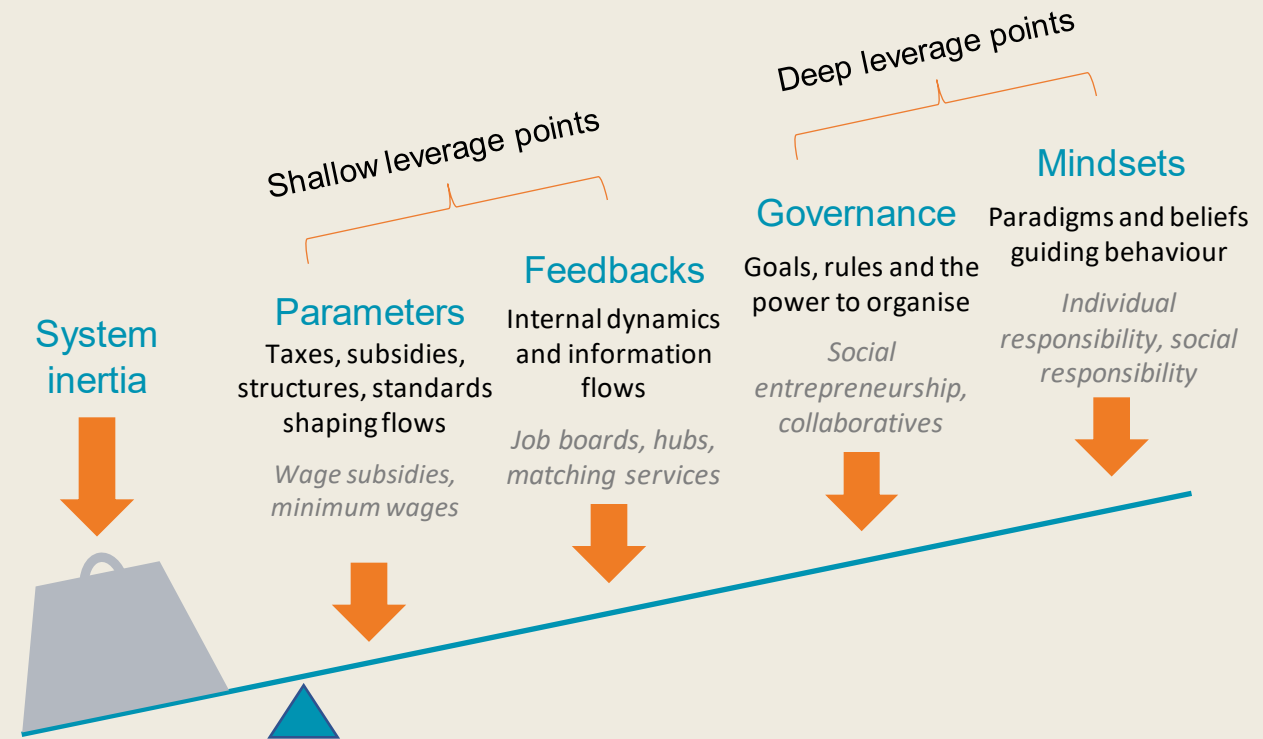 Deep leverage points
Shallow leverage points
System
inertia
Parameters
Taxes, subsidies,
structures, standards
shaping flows
Wage subsidies,
minimum wages
Feedbacks
Internal dynamics
and information
flows
Job boards, hubs,
matching services
Governance
Goals, rules and the
power to organise
Social
entrepreneurship,
collaboratives
Mindsets
Paradigms and beliefs
guiding behaviour
Individual
responsibility, social
responsibility